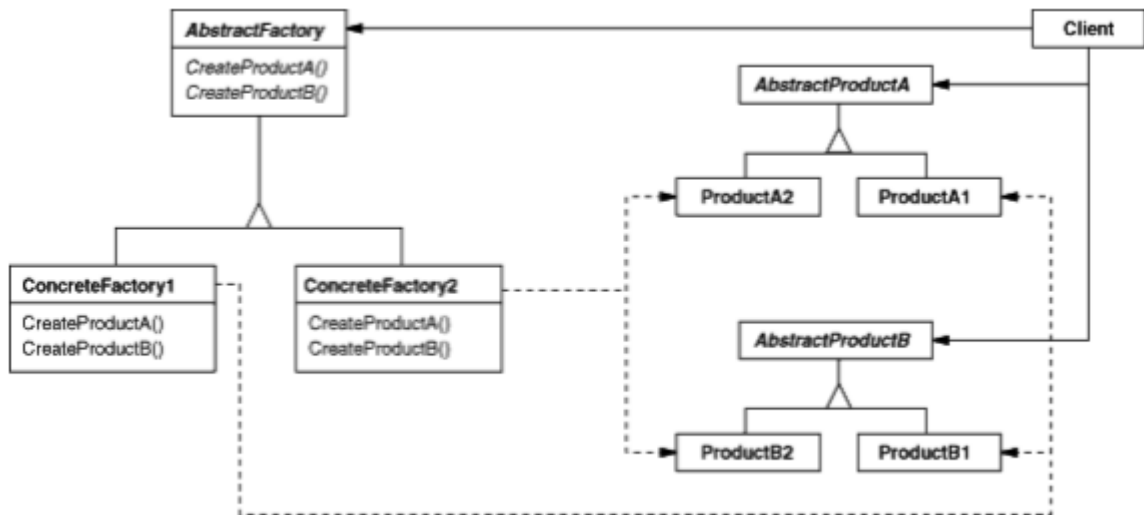 AbstractFactory
CreateProductA()
CreateProductB()
Client
AbstractProductA
ProductA2
ProductA1
ConcreteFactory1
CreateProductA()
CreateProductB()
ConcreteFactory2
CreateProductA()
CreateProductB()
AbstractProductB
ProductB2
ProductB1